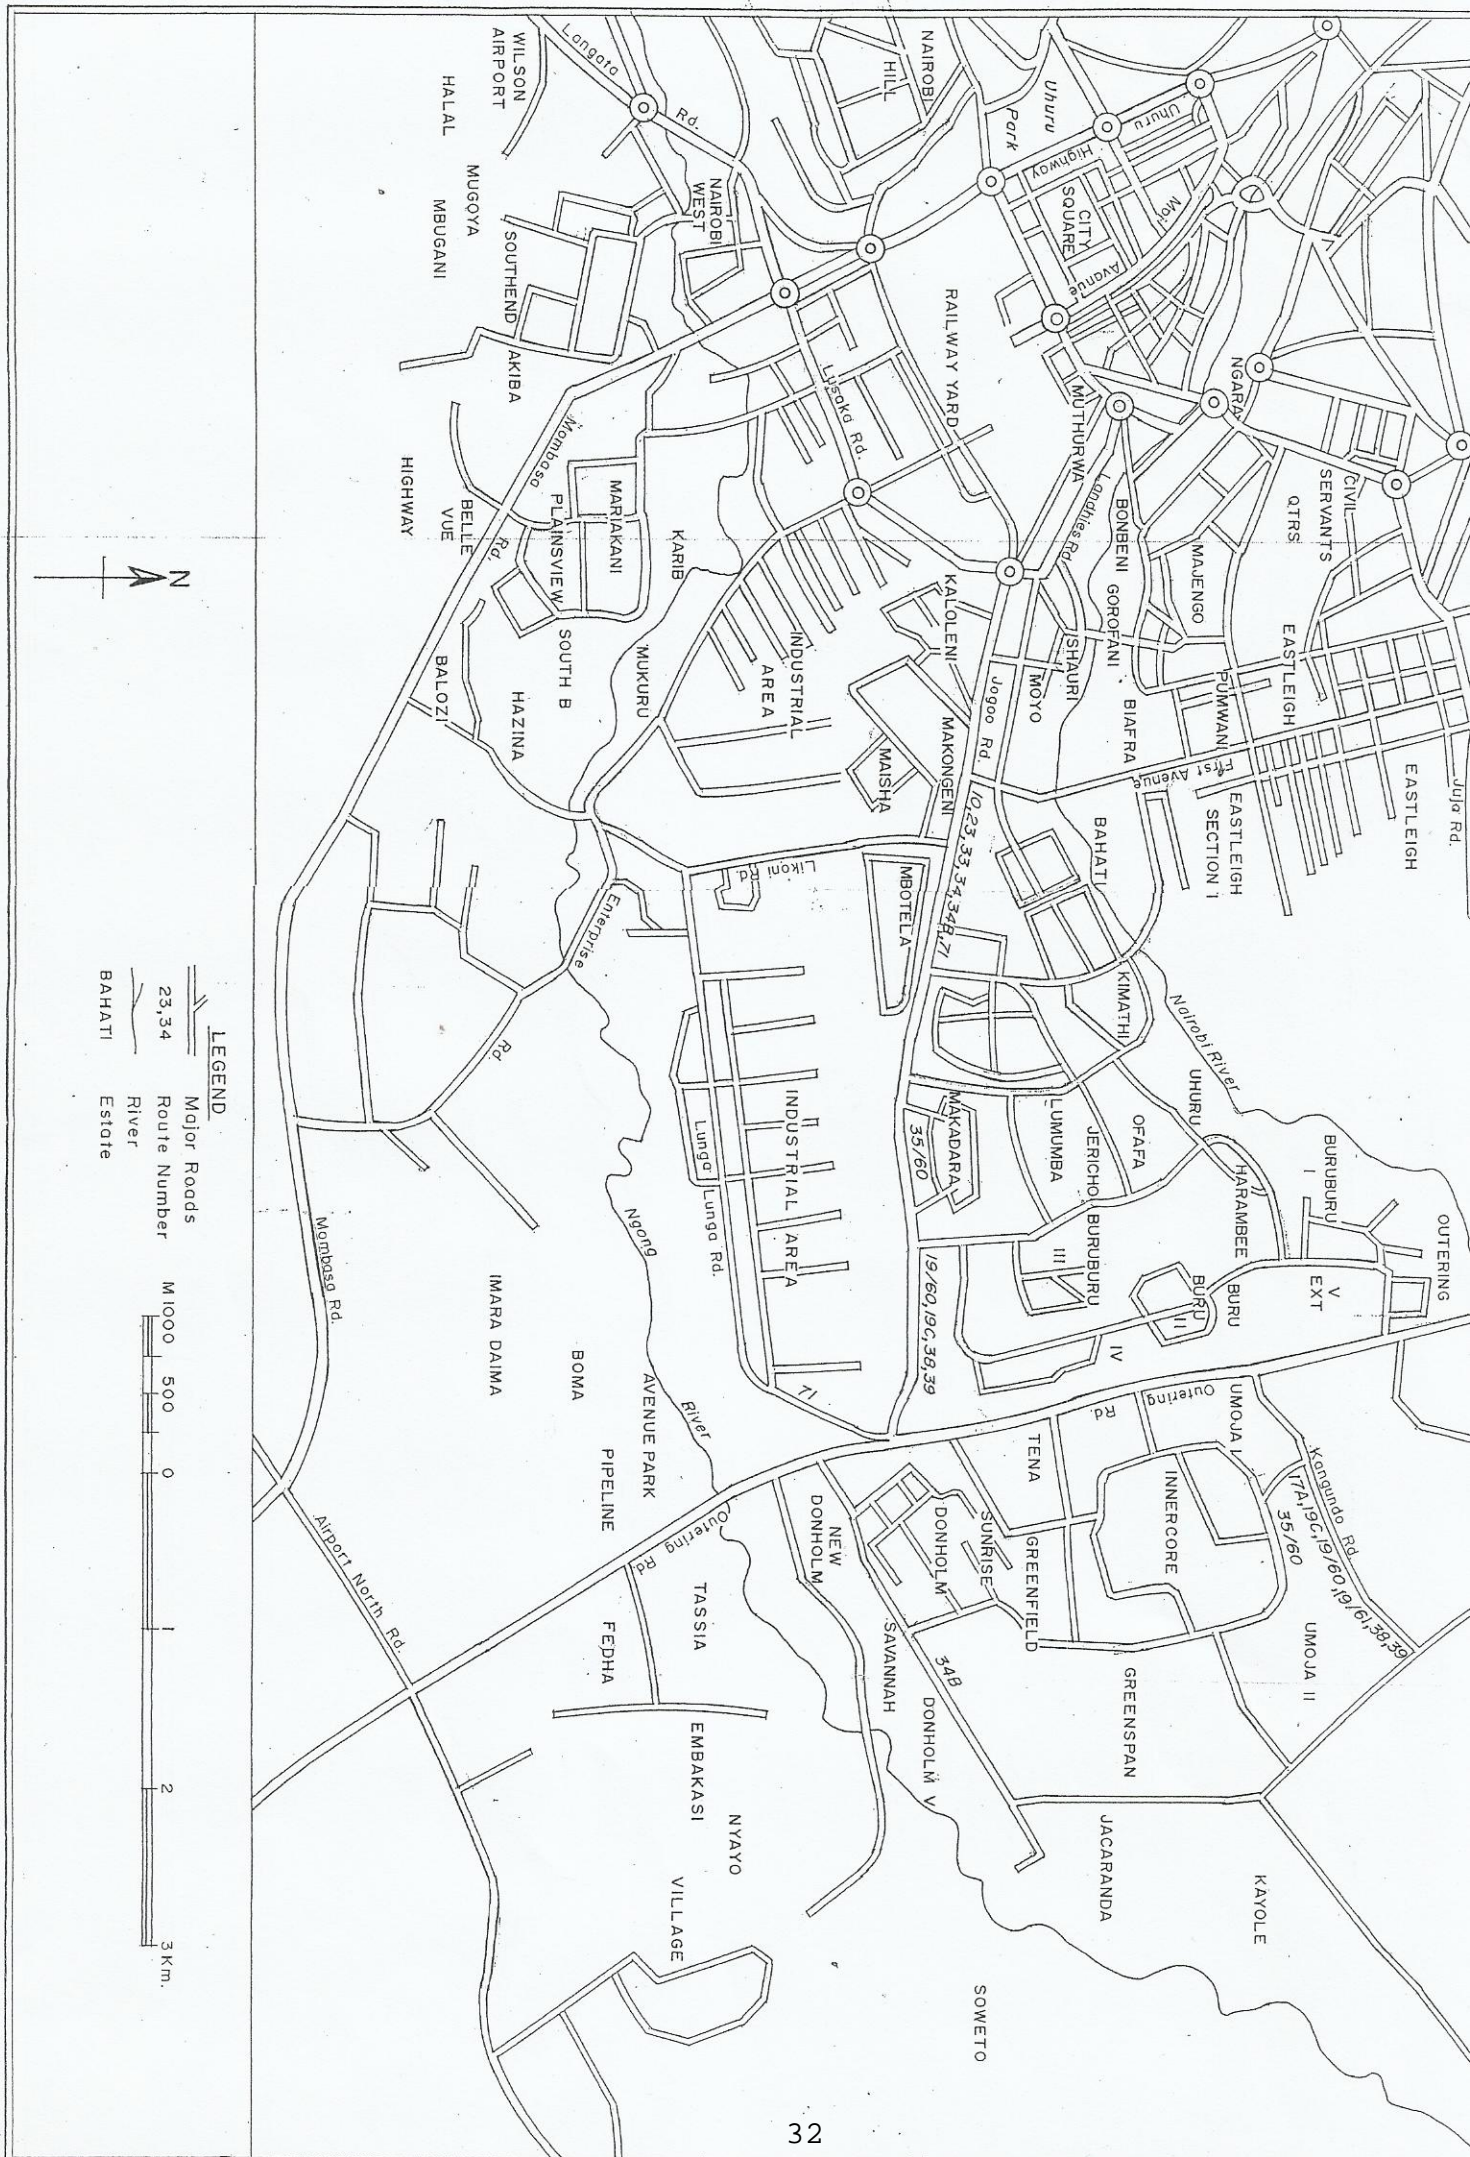 WILSON
AIRPORT
HALAL
MUGOYA
MBUGANI
Langata
Rd.
NAIROBI
WEST
SOUTHEND
AKIBA
NAIROBI
HILL
Uhuru
Park
Uhuru
Highway
CITY
SQUARE
Moi
Avanue
RAILWAY YARD
Lusaka Rd.
NGARA
MUTHURWA
Landhies Rd.
BONBENI
GOROFANI
MAJENGO
CIVIL
SERVANTS
QTRS
EASTLEIGH
PUMWANI
BIAFRA
First Avenue
EASTLEIGH
SECTION 1
EASTLEIGH
Juja Rd.
Mombasa
Rd.
HIGHWAY
BELLE
VUE
PLAINSVIEW
MARIAKANI
KARIB
SOUTH B
MUKURU
BALOZI
HAZINA
INDUSTRIAL
AREA
KALOLENI
MAKONGENI
MAISHA
SHAURI
MOYO
Jogoo Rd.
10,23,33,34,34B,71
BAHATI
MBOTELA
Likoni Rd.
KIMATHI
Nairobi River
UHURU
OFAFA
JERICHO
LUMUMBA
MAKADARA
35/60
HARAMBEE
BURUBURU
I
BURUBURU
III
BURU
BURU
II
IV
V
EXT
OUTERING
19/60,19C,38,39
INDUSTRIAL AREA
Lunga Lunga Rd.
71
Enterprise
Rd.
Ngong
River
Mombasa Rd.
IMARA DAIMA
BOMA
AVENUE PARK
PIPELINE
Outering
Rd
Outering
Rd.
UMOJA I
TENA
INNERCORE
Kangundo Rd.
17A,19C,19/60,19/61,38,39
35/60
UMOJA II
NEW
DONHOLM
DONHOLM
SUNRISE
GREENFIELD
SAVANNAH
34B
DONHOLM V
GREENSPAN
JACARANDA
KAYOLE
SOWETO
TASSIA
FEDHA
EMBAKASI
NYAYO
VILLAGE
Airport North Rd.
N
LEGEND
Major Roads
23,34 Route Number
River
BAHATI Estate
M 1000 500 0 1 2 3 Km.
32